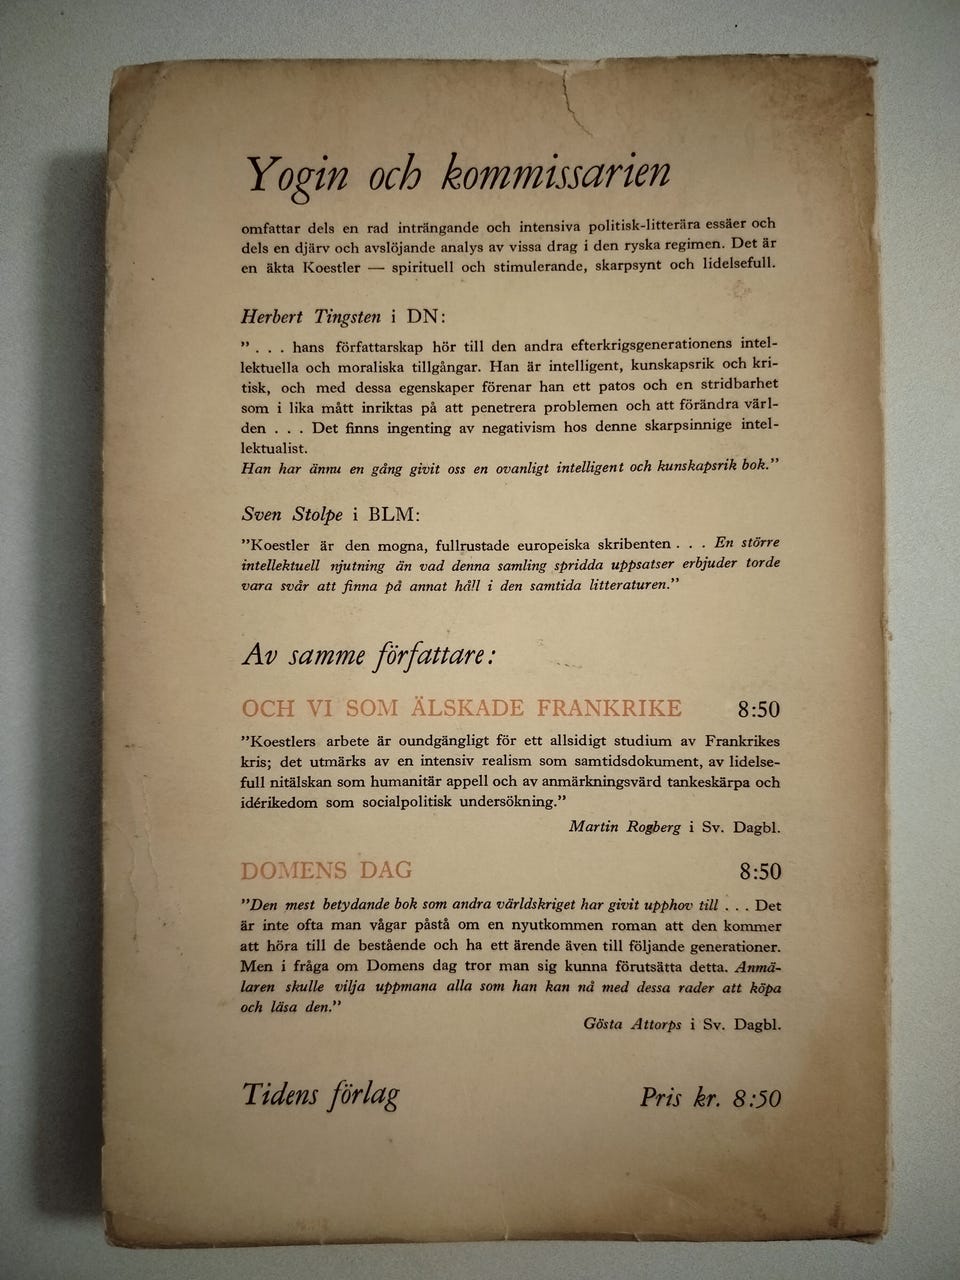 Yogin och kommissarien
omfattar dels en rad inträngande och intensiva politisk-litterära essäer och
dels en djärv och avslöjande analys av vissa drag i den ryska regimen. Det är
en äkta Koestler — spirituell och stimulerande, skarpsynt och lidelsefull.
Herbert Tingsten i DN:
”. . . hans författarskap hör till den andra efterkrigsgenerationens intel-
lektuella och moraliska tillgångar. Han är intelligent, kunskapsrik och kri-
tisk, och med dessa egenskaper förenar han ett patos och en stridbarhet
som i lika mått inriktas på att penetrera problemen och att förändra värl-
den . . . Det finns ingenting av negativism hos denne skarpsinnige intel-
lektualist.
Han har ännu en gång givit oss en ovanligt intelligent och kunskapsrik bok.”
Sven Stolpe i BLM:
”Koestler är den mogna, fullrustade europeiska skribenten . . . En större
intellektuell njutning än vad denna samling spridda uppsatser erbjuder torde
vara svår att finna på annat håll i den samtida litteraturen.”
Av samme författare:
OCH VI SOM ÄLSKADE FRANKRIKE 8:50
”Koestlers arbete är oundgängligt för ett allsidigt studium av Frankrikes
kris; det utmärks av en intensiv realism som samtidsdokument, av lidelse-
full nitälskan som humanitär appell och av anmärkningsvärd tankeskärpa och
idérikedom som socialpolitisk undersökning.”
Martin Rogberg i Sv. Dagbl.
DOMENS DAG 8:50
”Den mest betydande bok som andra världskriget har givit upphov till . . . Det
är inte ofta man vågar påstå om en nyutkommen roman att den kommer
att höra till de bestående och ha ett ärende även till följande generationer.
Men i fråga om Domens dag tror man sig kunna förutsätta detta. Anmä-
laren skulle vilja uppmana alla som han kan nå med dessa rader att köpa
och läsa den.”
Gösta Attorps i Sv. Dagbl.
Tidens förlag Pris kr. 8:50